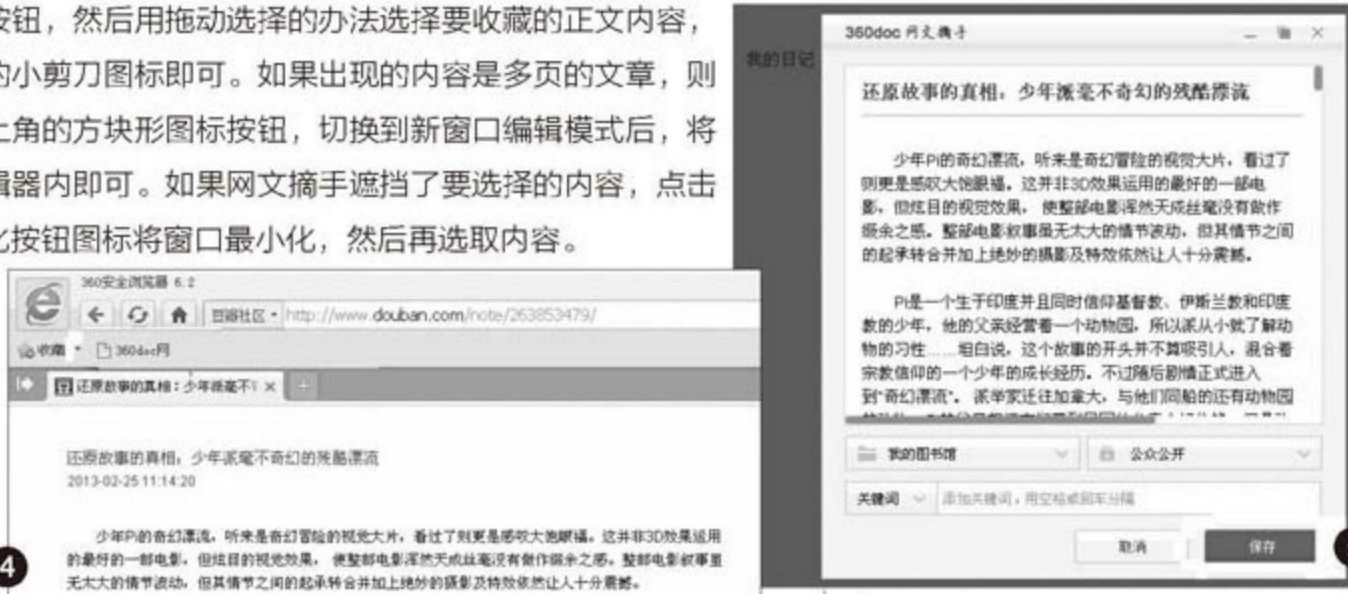 按钮，然后用拖动选择的办法选择要收藏的正文内容，
的小剪刀图标即可。如果出现的内容是多页的文章，则
上角的方块形图标按钮，切换到新窗口编辑模式后，将
辑器内即可。如果网文摘手遮挡了要选择的内容，点击
化按钮图标将窗口最小化，然后再选取内容。
360安全浏览器 6.2
豆瓣社区 http://www.douban.com/note/263853479/
收藏 360doc网
还原故事的真相：少年派毫不
还原故事的真相，少年派毫不奇幻的残酷漂流
2013-02-25 11:14:20
少年Pi的奇幻漂流，听来是奇幻冒险的视觉大片，看过了则更是感叹大饱眼福。这并非3D效果运用
的最好的一部电影，但炫目的视觉效果， 使整部电影浑然天成丝毫没有做作缀余之感。整部电影叙事虽
无太大的情节波动，但其情节之间的起承转合并加上绝妙的摄影及特效依然让人十分震撼。
4
我的日记
360doc 网文摘手
还原故事的真相，少年派毫不奇幻的残酷漂流
少年Pi的奇幻漂流，听来是奇幻冒险的视觉大片，看过了
则更是感叹大饱眼福。这并非3D效果运用的最好的一部电
影，但炫目的视觉效果， 使整部电影浑然天成丝毫没有做作
缀余之感。整部电影叙事虽无太大的情节波动，但其情节之间
的起承转合并加上绝妙的摄影及特效依然让人十分震撼。
Pi是一个生于印度并且同时信仰基督教、伊斯兰教和印度
教的少年，他的父亲经营着一个动物园，所以派从小就了解动
物的习性……坦白说，这个故事的开头并不算吸引人，混合着
宗教信仰的一个少年的成长经历。不过随后剧情正式进入
到“奇幻漂流”。派举家迁往加拿大，与他们同船的还有动物园
我的图书馆 公众公开
关键词 添加关键词，用空格或回车分隔
取消 保存